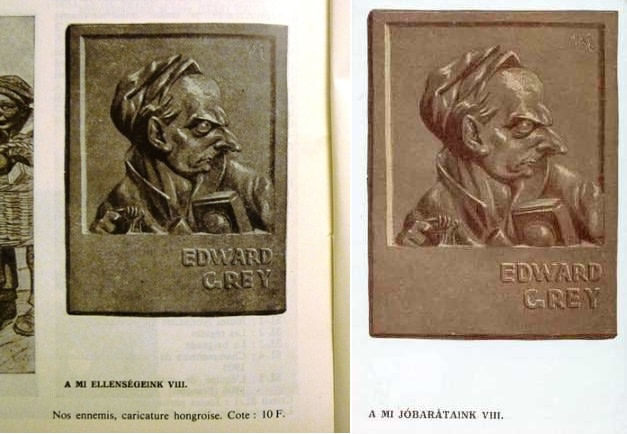 EDWARD
GREY
A MI ELLENSÉGEINK VIII.
Nos ennemis, caricature hongroise. Cote : 10 F.
EDWARD
GREY
A MI JÓBARÁTAINK VIII.